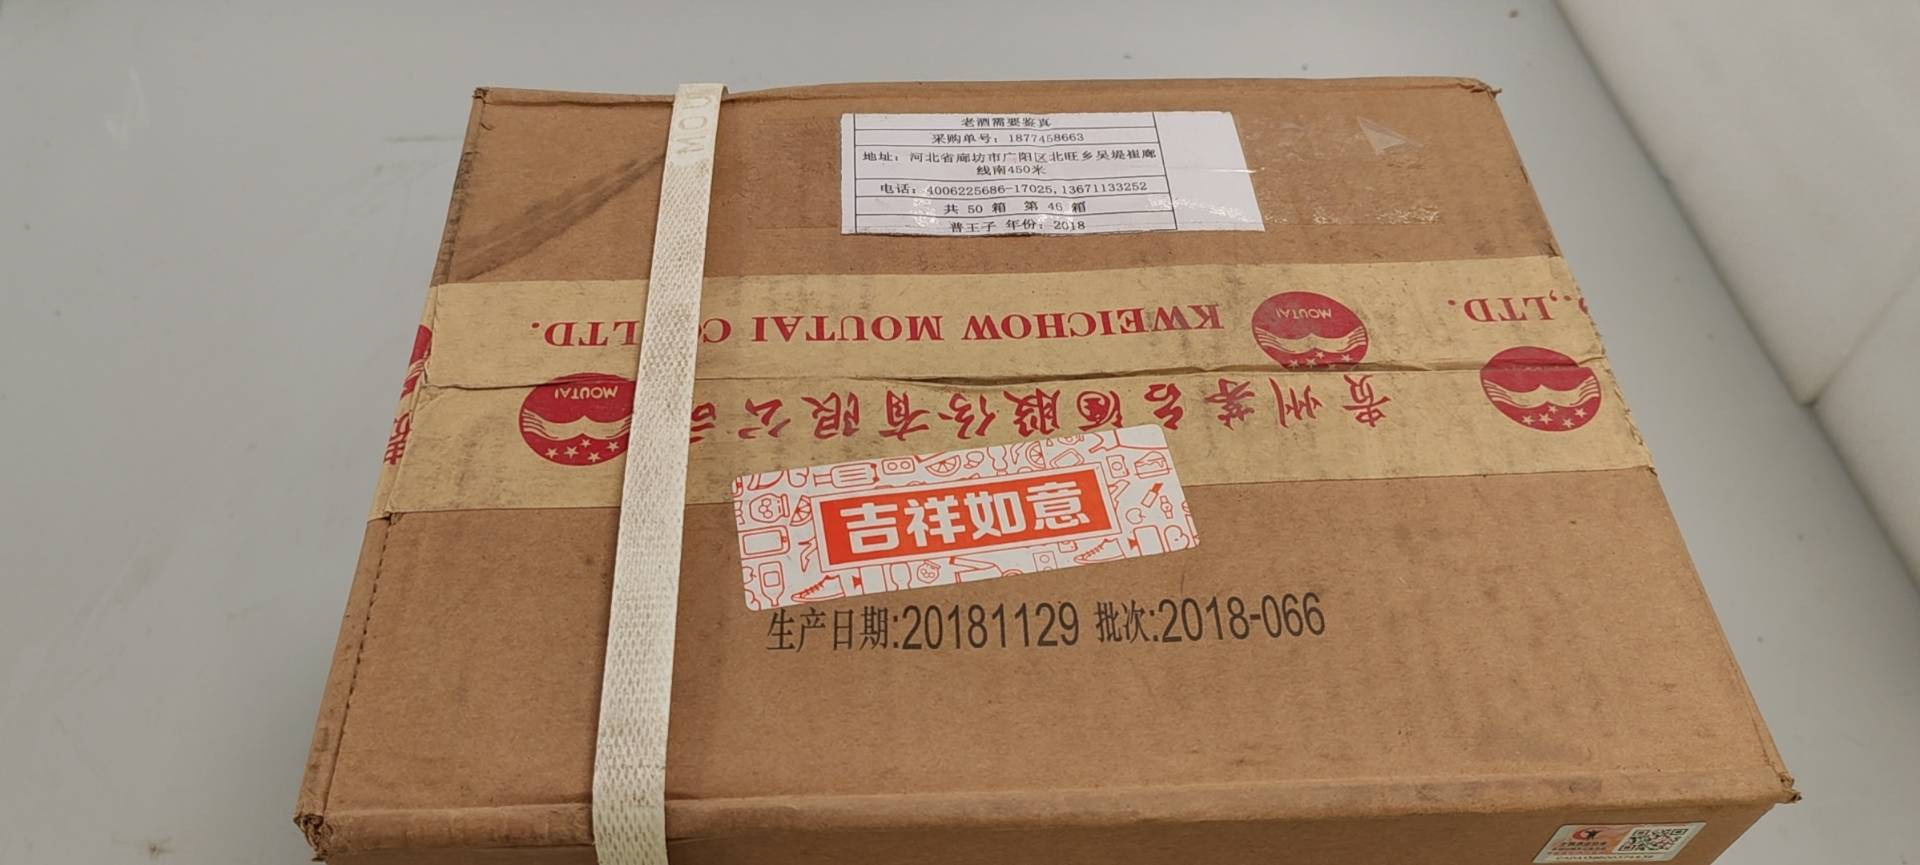 MOU
老酒需要鉴真
采购单号：1877458663
地址：河北省廊坊市广阳区北旺乡吴堤崔廊
线南450米
电话：4006225686-17025,13671133252
共 50 箱 第 46 箱
普王子 年份：2018
KWEICHOW MOUTAI CO., LTD.
MOUTAI
., LTD.
贵州茅台酒股份有限公司
MOUTAI
MOUTAI
吉祥如意
生产日期:20181129 批次:2018-066